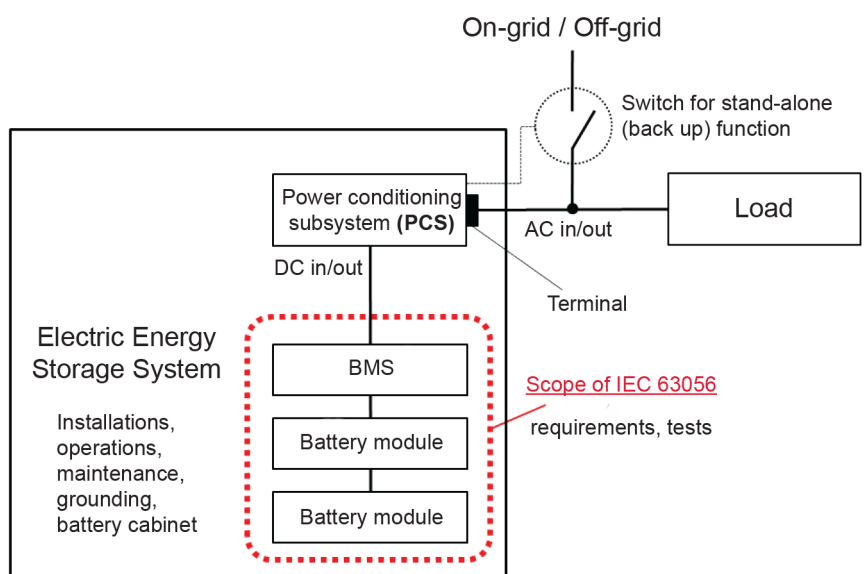 On-grid / Off-grid
Switch for stand-alone
(back up) function
Power conditioning
subsystem (PCS)
Load
AC in/out
DC in/out
Terminal
Electric Energy
Storage System
BMS
Scope of IEC 63056
requirements, tests
Installations,
operations,
maintenance,
grounding,
battery cabinet
Battery module
Battery module